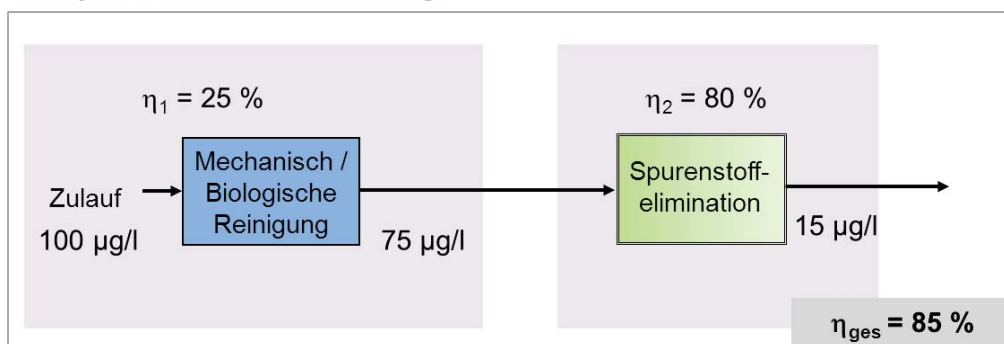 η₁ = 25 %
η₂ = 80 %
Mechanisch /
Biologische
Reinigung
Spurenstoff-
elimination
Zulauf
100 µg/l
75 µg/l
15 µg/l
ηges = 85 %